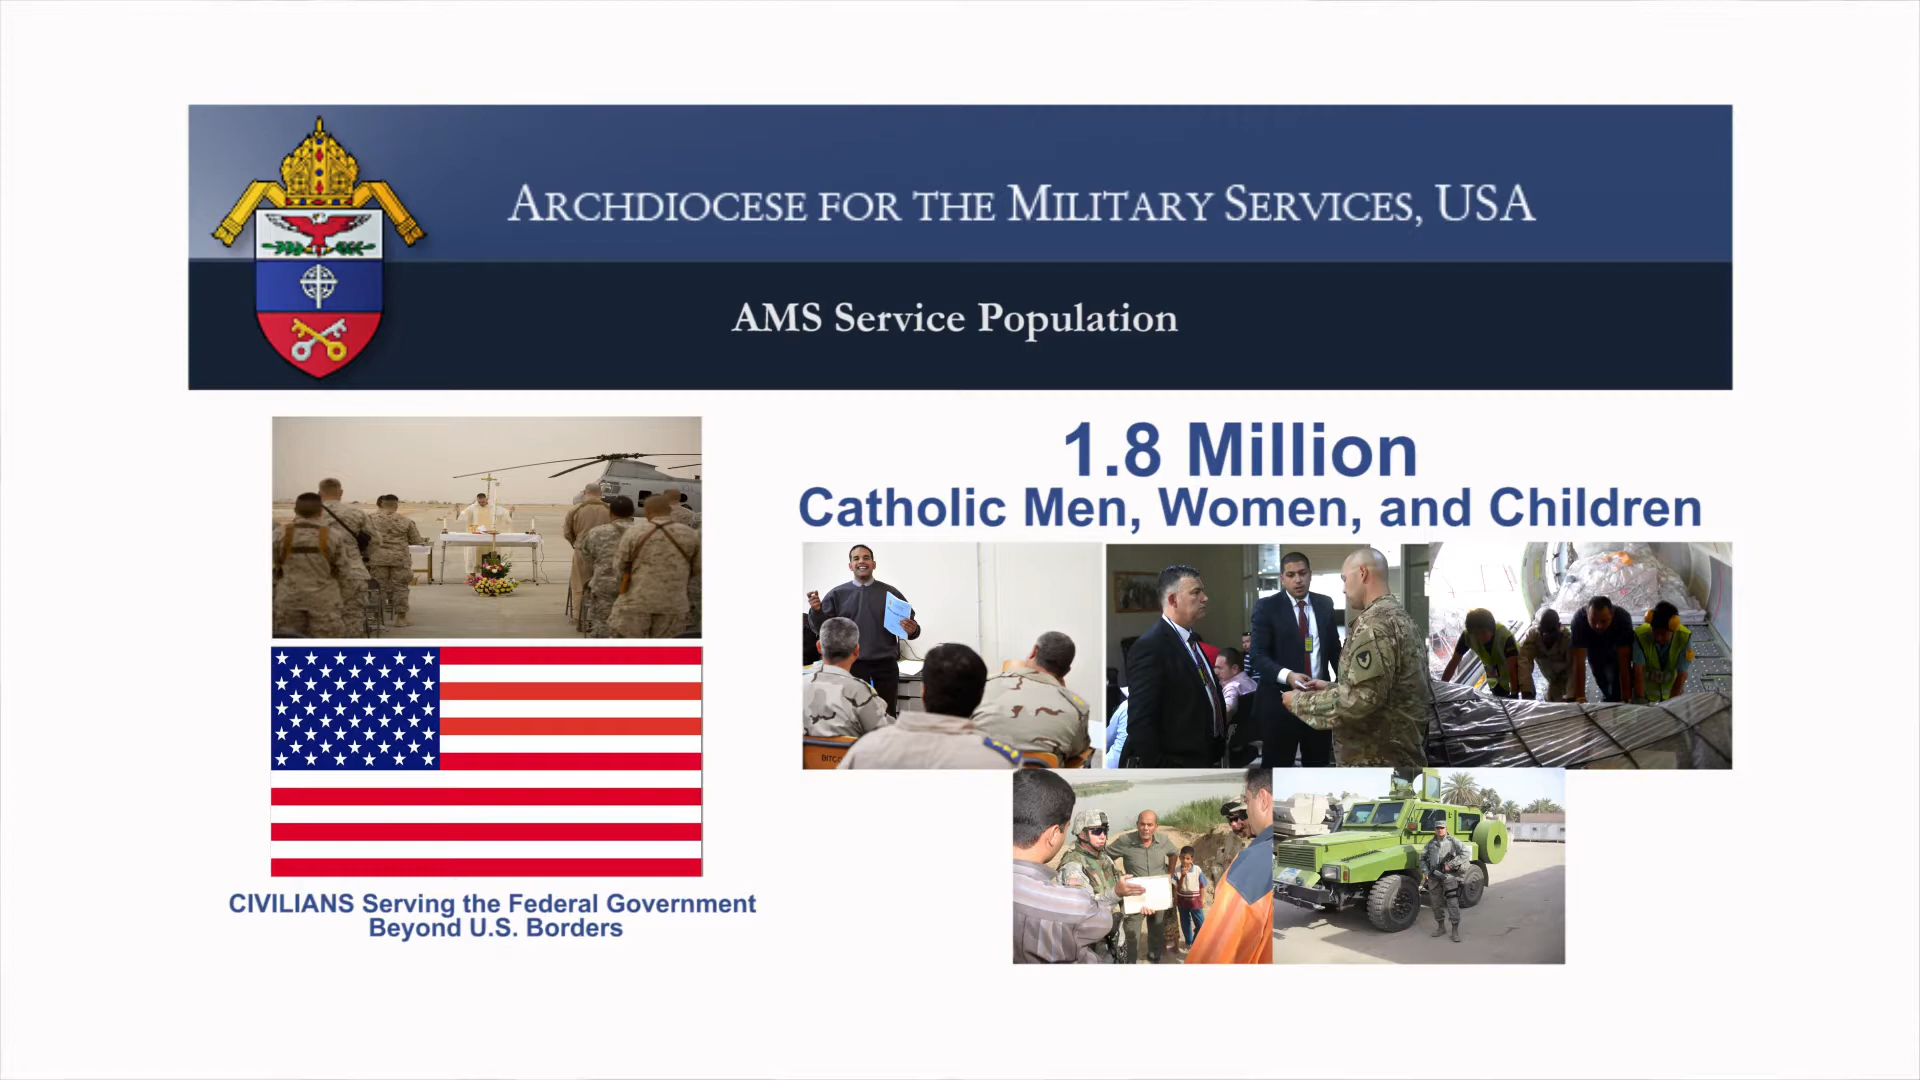 ARCHDIOCESE FOR THE MILITARY SERVICES, USA
AMS Service Population
1.8 Million
Catholic Men, Women, and Children
CIVILIANS Serving the Federal Government
Beyond U.S. Borders